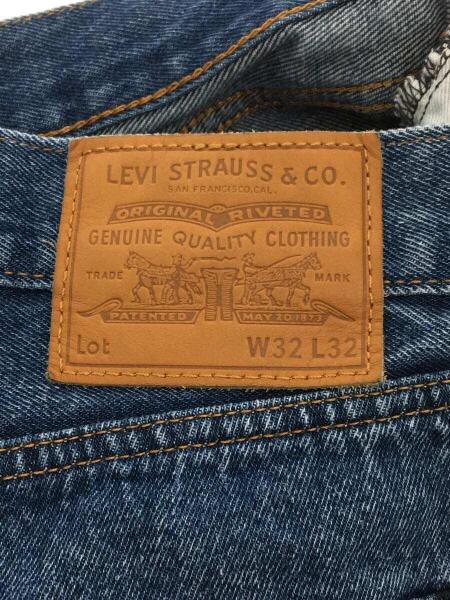 LEVI STRAUSS & CO.
SAN FRANCISCO, CAL.
ORIGINAL RIVETED
GENUINE QUALITY CLOTHING
TRADE MARK
PATENTED MAY 20 1873
Lot W32 L32